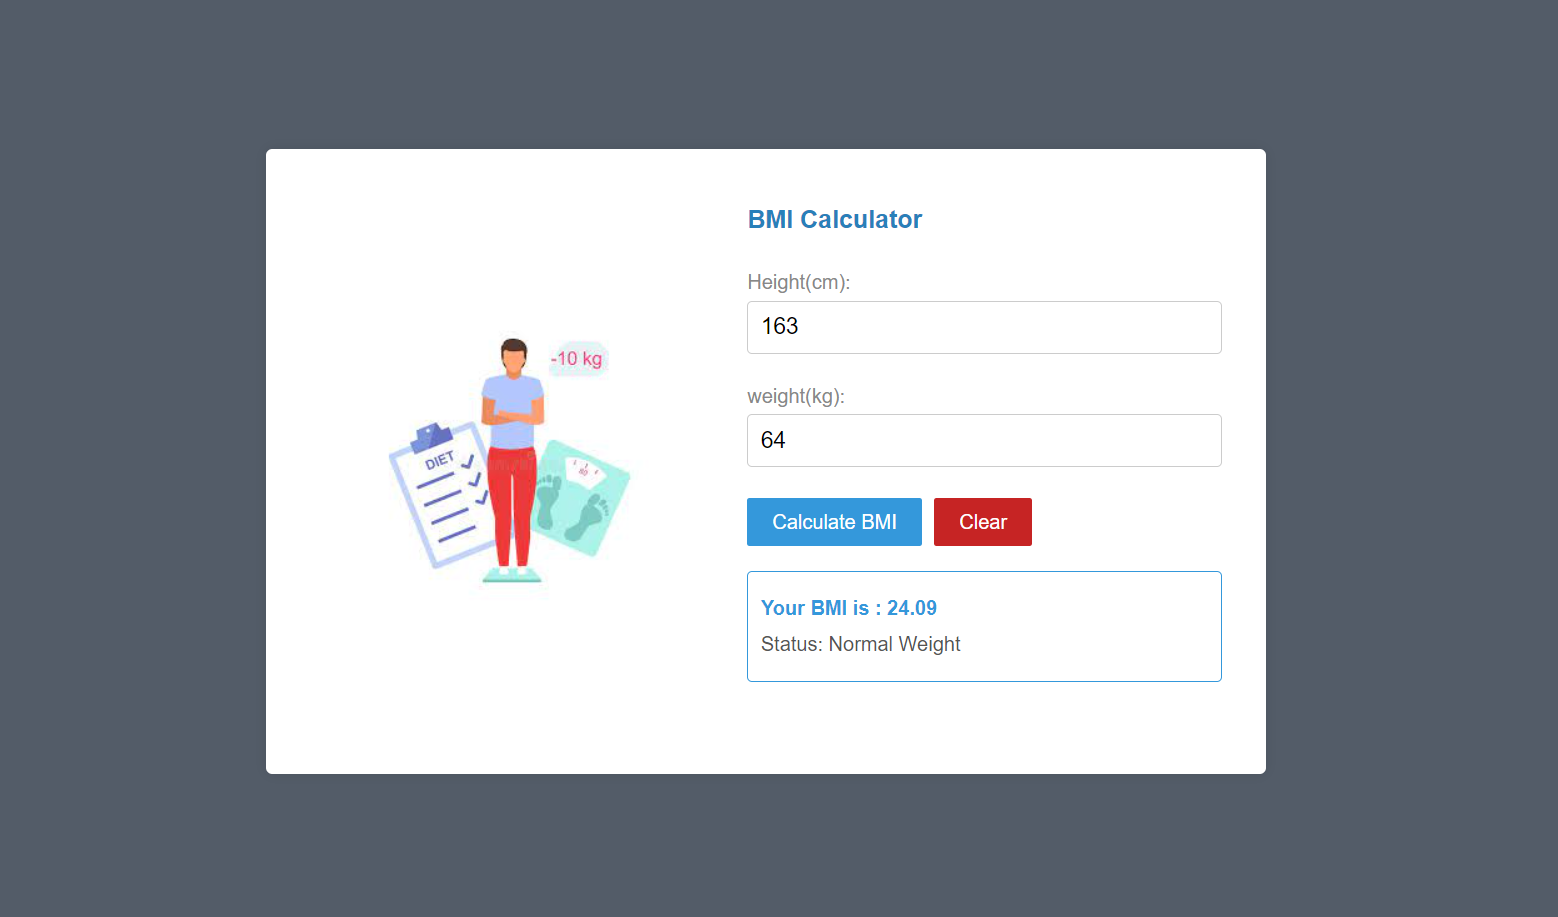 BMI Calculator
Height(cm):
163
-10 kg
weight(kg):
64
DIET
80
Calculate BMI
Clear
Your BMI is : 24.09
Status: Normal Weight